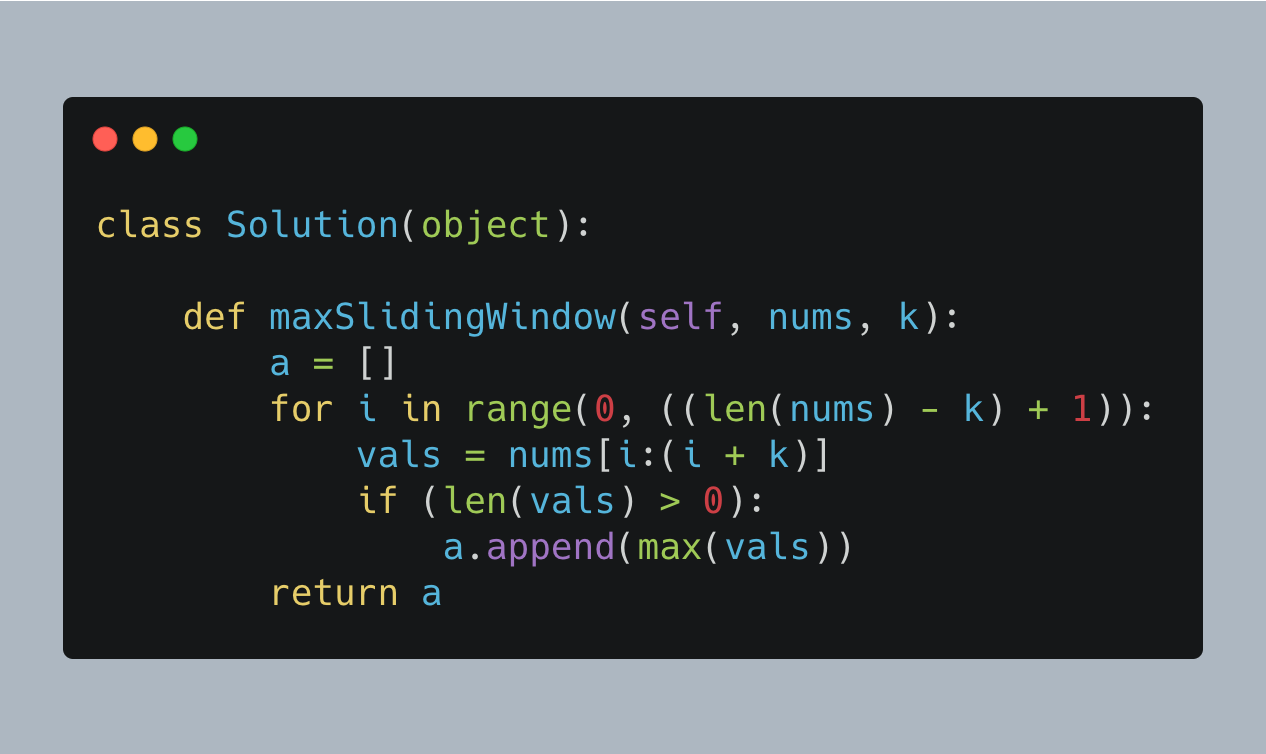 class Solution(object):
    def maxSlidingWindow(self, nums, k):
        a = []
        for i in range(0, ((len(nums) - k) + 1)):
            vals = nums[i:(i + k)]
            if (len(vals) > 0):
                a.append(max(vals))
        return a